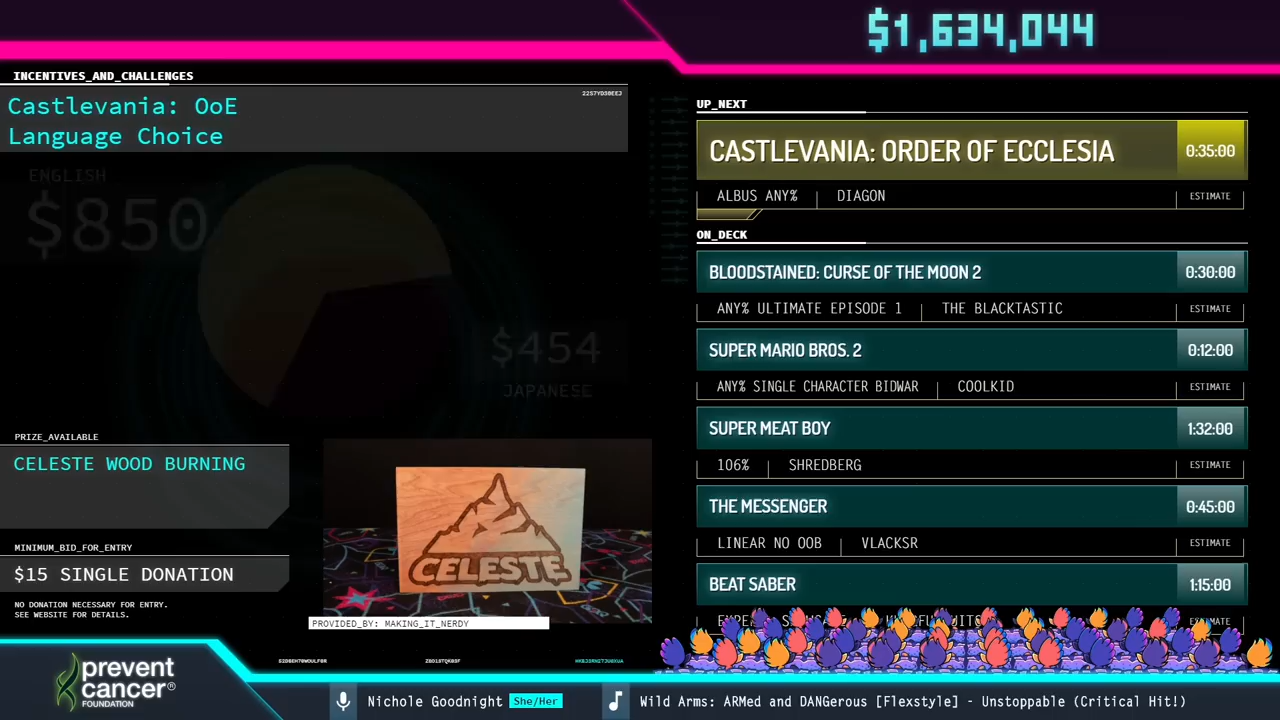 $1,634,044
INCENTIVES_AND_CHALLENGES
Castlevania: OoE
Language Choice
22S7YD30EEJ
ENGLISH
$850
$454
JAPANESE
PRIZE_AVAILABLE
CELESTE WOOD BURNING
MINIMUM_BID_FOR_ENTRY
$15 SINGLE DONATION
NO DONATION NECESSARY FOR ENTRY.
SEE WEBSITE FOR DETAILS.
CELESTE
PROVIDED_BY: MAKING_IT_NERDY
UP_NEXT
CASTLEVANIA: ORDER OF ECCLESIA 0:35:00
ALBUS ANY% DIAGON ESTIMATE
ON_DECK
BLOODSTAINED: CURSE OF THE MOON 2 0:30:00
ANY% ULTIMATE EPISODE 1 THE BLACKTASTIC ESTIMATE
SUPER MARIO BROS. 2 0:12:00
ANY% SINGLE CHARACTER BIDWAR COOLKID ESTIMATE
SUPER MEAT BOY 1:32:00
106% SHREDBERG ESTIMATE
THE MESSENGER 0:45:00
LINEAR NO OOB VLACKSR ESTIMATE
BEAT SABER 1:15:00
prevent
cancer®
FOUNDATION
Nichole Goodnight She/Her
Wild Arms: ARMed and DANGerous [Flexstyle] - Unstoppable (Critical Hit!)